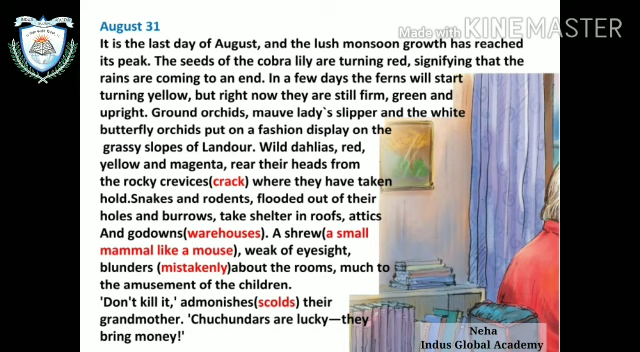 August 31
Made with KINEMASTER
It is the last day of August, and the lush monsoon growth has reached
its peak. The seeds of the cobra lily are turning red, signifying that the
rains are coming to an end. In a few days the ferns will start
turning yellow, but right now they are still firm, green and
upright. Ground orchids, mauve lady`s slipper and the white
butterfly orchids put on a fashion display on the
grassy slopes of Landour. Wild dahlias, red,
yellow and magenta, rear their heads from
the rocky crevices(crack) where they have taken
hold.Snakes and rodents, flooded out of their
holes and burrows, take shelter in roofs, attics
And godowns(warehouses). A shrew(a small
mammal like a mouse), weak of eyesight,
blunders (mistakenly)about the rooms, much to
the amusement of the children.
'Don't kill it,' admonishes(scolds) their
grandmother. 'Chuchundars are lucky—they
bring money!'
Neha
Indus Global Academy